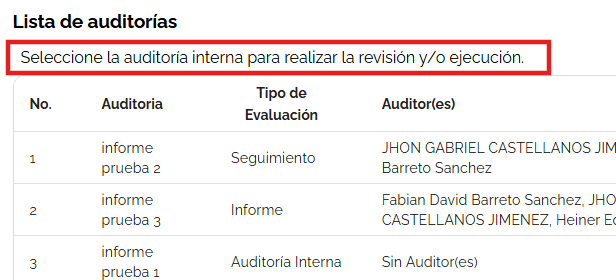 Lista de auditorías
Seleccione la auditoría interna para realizar la revisión y/o ejecución.
No. Auditoria Tipo de Evaluación Auditor(es)
1 informe prueba 2 Seguimiento JHON GABRIEL CASTELLANOS JIM
Barreto Sanchez
2 informe prueba 3 Informe Fabian David Barreto Sanchez, JHO
CASTELLANOS JIMENEZ, Heiner Ed
3 informe prueba 1 Auditoría Interna Sin Auditor(es)